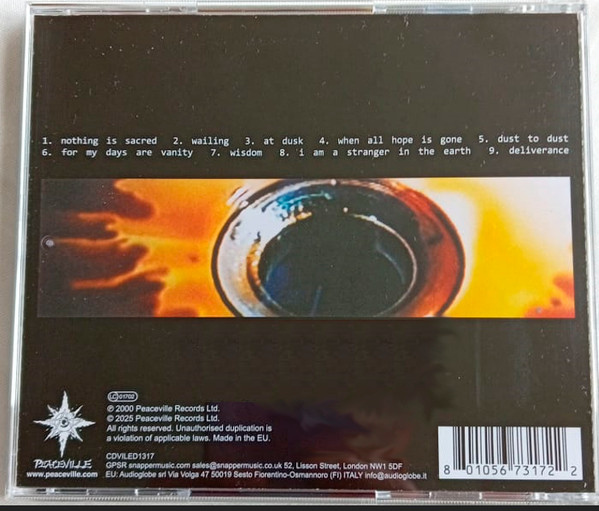 1. nothing is sacred 2. wailing 3. at dusk 4. when all hope is gone 5. dust to dust
6. for my days are vanity 7. wisdom 8. i am a stranger in the earth 9. deliverance
LC 01702
℗ 2000 Peaceville Records Ltd.
© 2025 Peaceville Records Ltd.
All rights reserved. Unauthorised duplication is
a violation of applicable laws. Made in the EU.
PEACEVILLE
www.peaceville.com
CDVILED1317
GPSR snappermusic.com sales@snappermusic.co.uk 52, Lisson Street, London NW1 5DF
EU: Audioglobe srl Via Volga 47 50019 Sesto Fiorentino-Osmannoro (FI) ITALY info@audioglobe.it
8 01056 73172 2